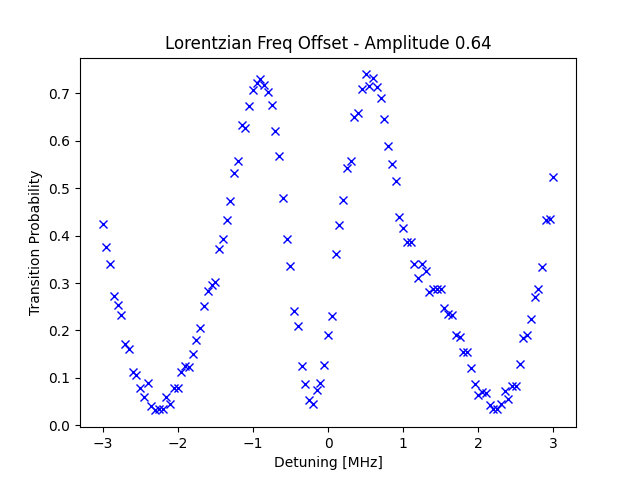 Lorentzian Freq Offset - Amplitude 0.64
Transition Probability
0.7
0.6
0.5
0.4
0.3
0.2
0.1
0.0
−3 −2 −1 0 1 2 3
Detuning [MHz]